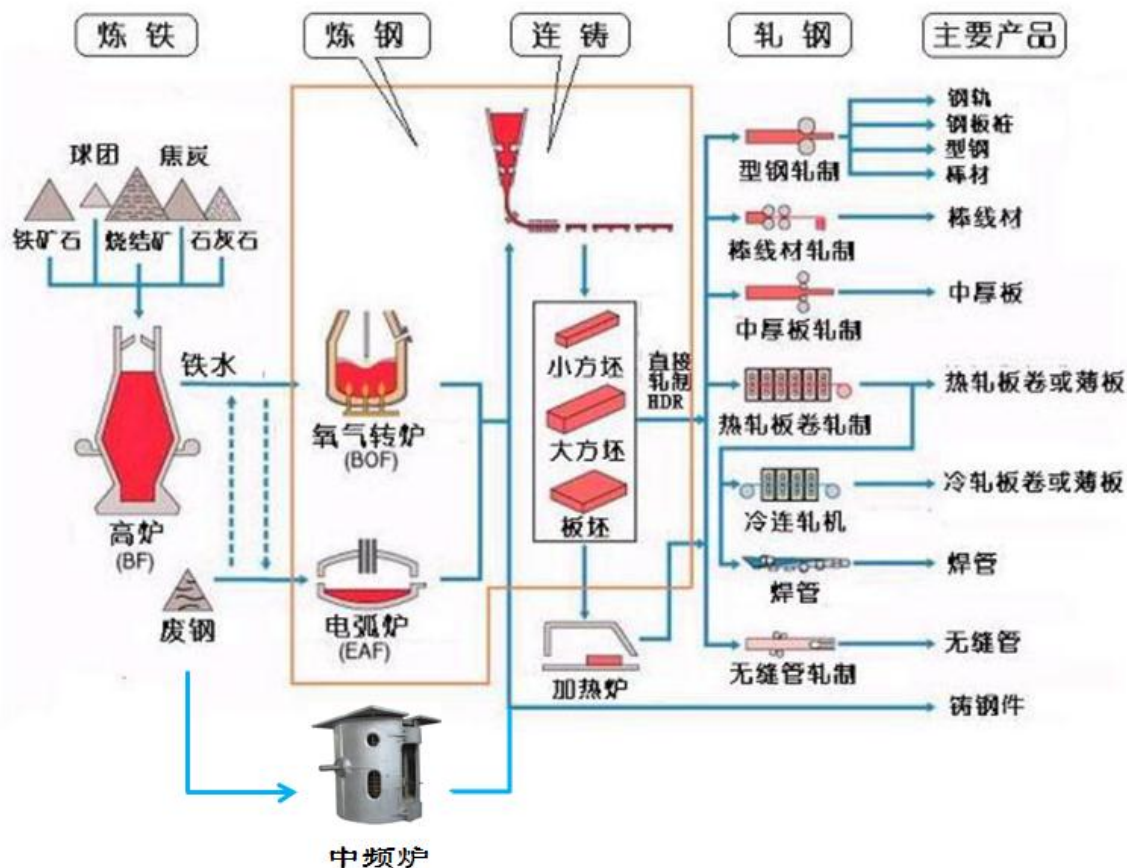 炼铁
炼钢
连铸
轧钢
主要产品
球团
焦炭
铁矿石
烧结矿
石灰石
铁水
高炉
(BF)
废钢
氧气转炉
(BOF)
电弧炉
(EAF)
中频炉
小方坯
大方坯
板坯
直接
轧制
HDR
加热炉
型钢轧制
棒线材轧制
中厚板轧制
热轧板卷轧制
冷连轧机
焊管
无缝管轧制
钢轨
钢板桩
型钢
棒材
棒线材
中厚板
热轧板卷或薄板
冷轧板卷或薄板
焊管
无缝管
铸钢件